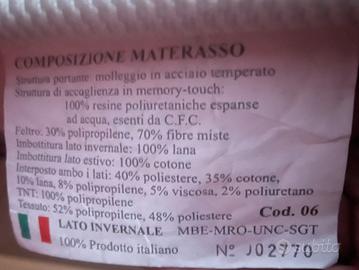 COMPOSIZIONE MATERASSO
Struttura portante: molleggio in acciaio temperato
Struttura di accoglienza in memory-touch:
100% resine poliuretaniche espanse
ad acqua, esenti da C.F.C.
Feltro: 30% polipropilene, 70% fibre miste
Imbottitura lato invernale: 100% lana
Imbottitura lato estivo: 100% cotone
Interposto ambo i lati: 40% poliestere, 35% cotone,
10% lana, 8% polipropilene, 5% viscosa, 2% poliuretano
TNT: 100% polipropilene
Tessuto: 52% polipropilene, 48% poliestere
Cod. 06
LATO INVERNALE MBE-MRO-UNC-SGT
100% Prodotto italiano Nº J02770